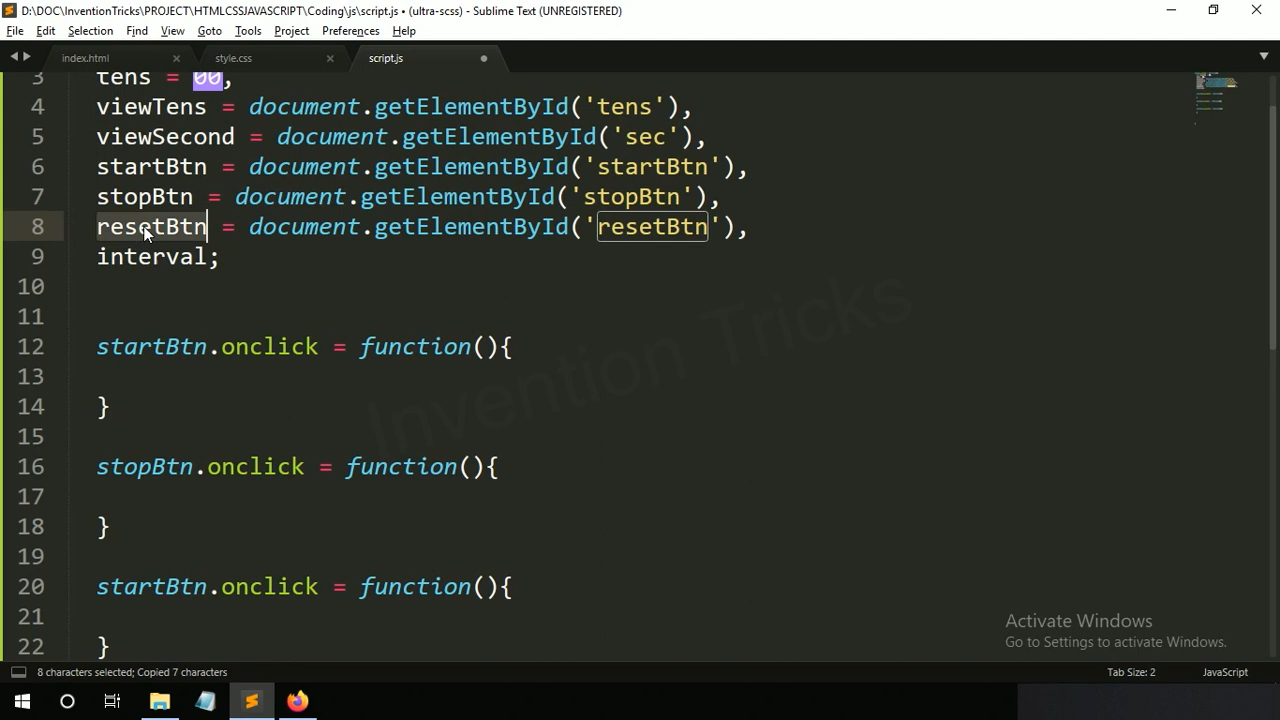 D:\DOC\InventionTricks\PROJECT\HTMLCSSJAVASCRIPT\Coding\js\script.js • (ultra-scss) - Sublime Text (UNREGISTERED)
File Edit Selection Find View Goto Tools Project Preferences Help
index.html style.css script.js
3 tens = 00,
4 viewTens = document.getElementById('tens'),
5 viewSecond = document.getElementById('sec'),
6 startBtn = document.getElementById('startBtn'),
7 stopBtn = document.getElementById('stopBtn'),
8 resetBtn = document.getElementById('resetBtn'),
9 interval;
10
11
12 startBtn.onclick = function(){
13
14 }
15
16 stopBtn.onclick = function(){
17
18 }
19
20 startBtn.onclick = function(){
21
22 }
Invention Tricks
Activate Windows
Go to Settings to activate Windows.
8 characters selected; Copied 7 characters Tab Size: 2 JavaScript